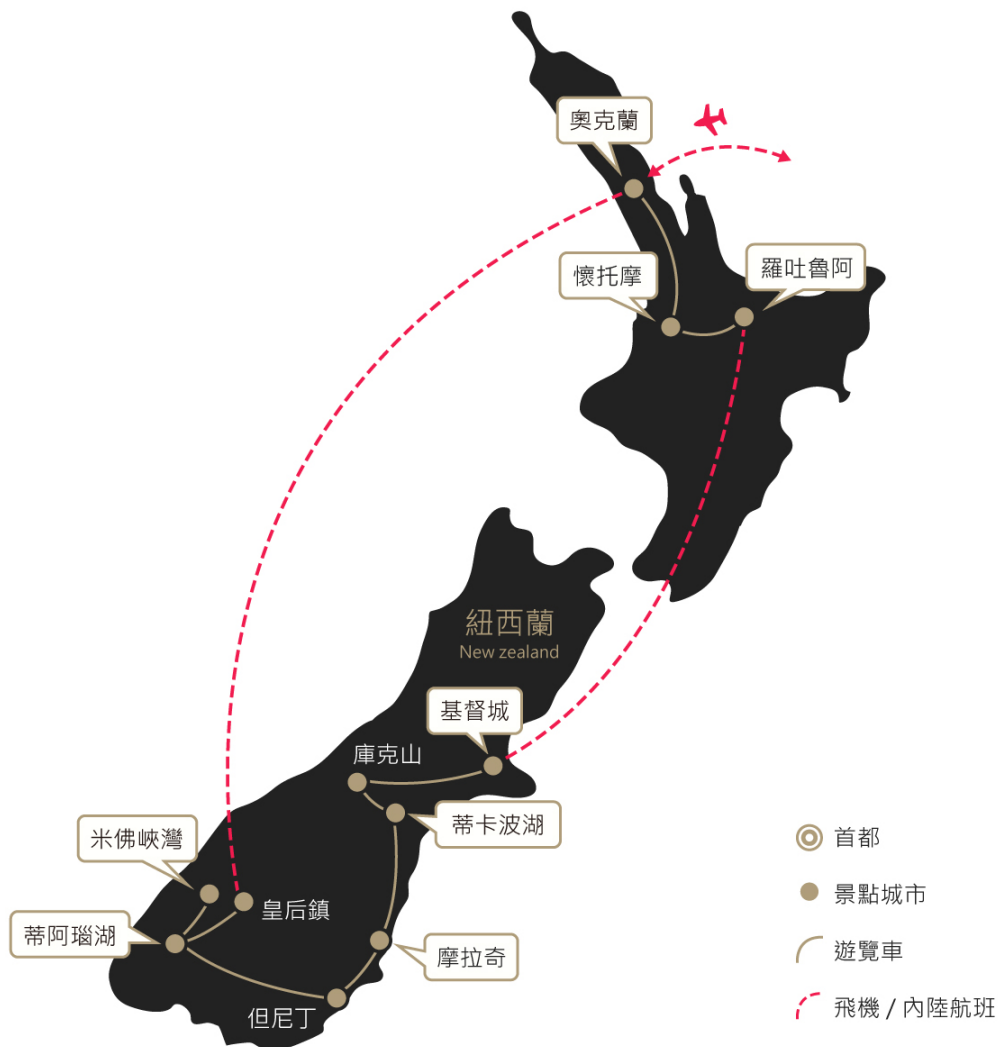 奧克蘭
懷托摩
羅吐魯阿
紐西蘭
New zealand
基督城
庫克山
蒂卡波湖
米佛峽灣
皇后鎮
蒂阿瑙湖
摩拉奇
但尼丁
首都
景點城市
遊覽車
飛機 / 內陸航班